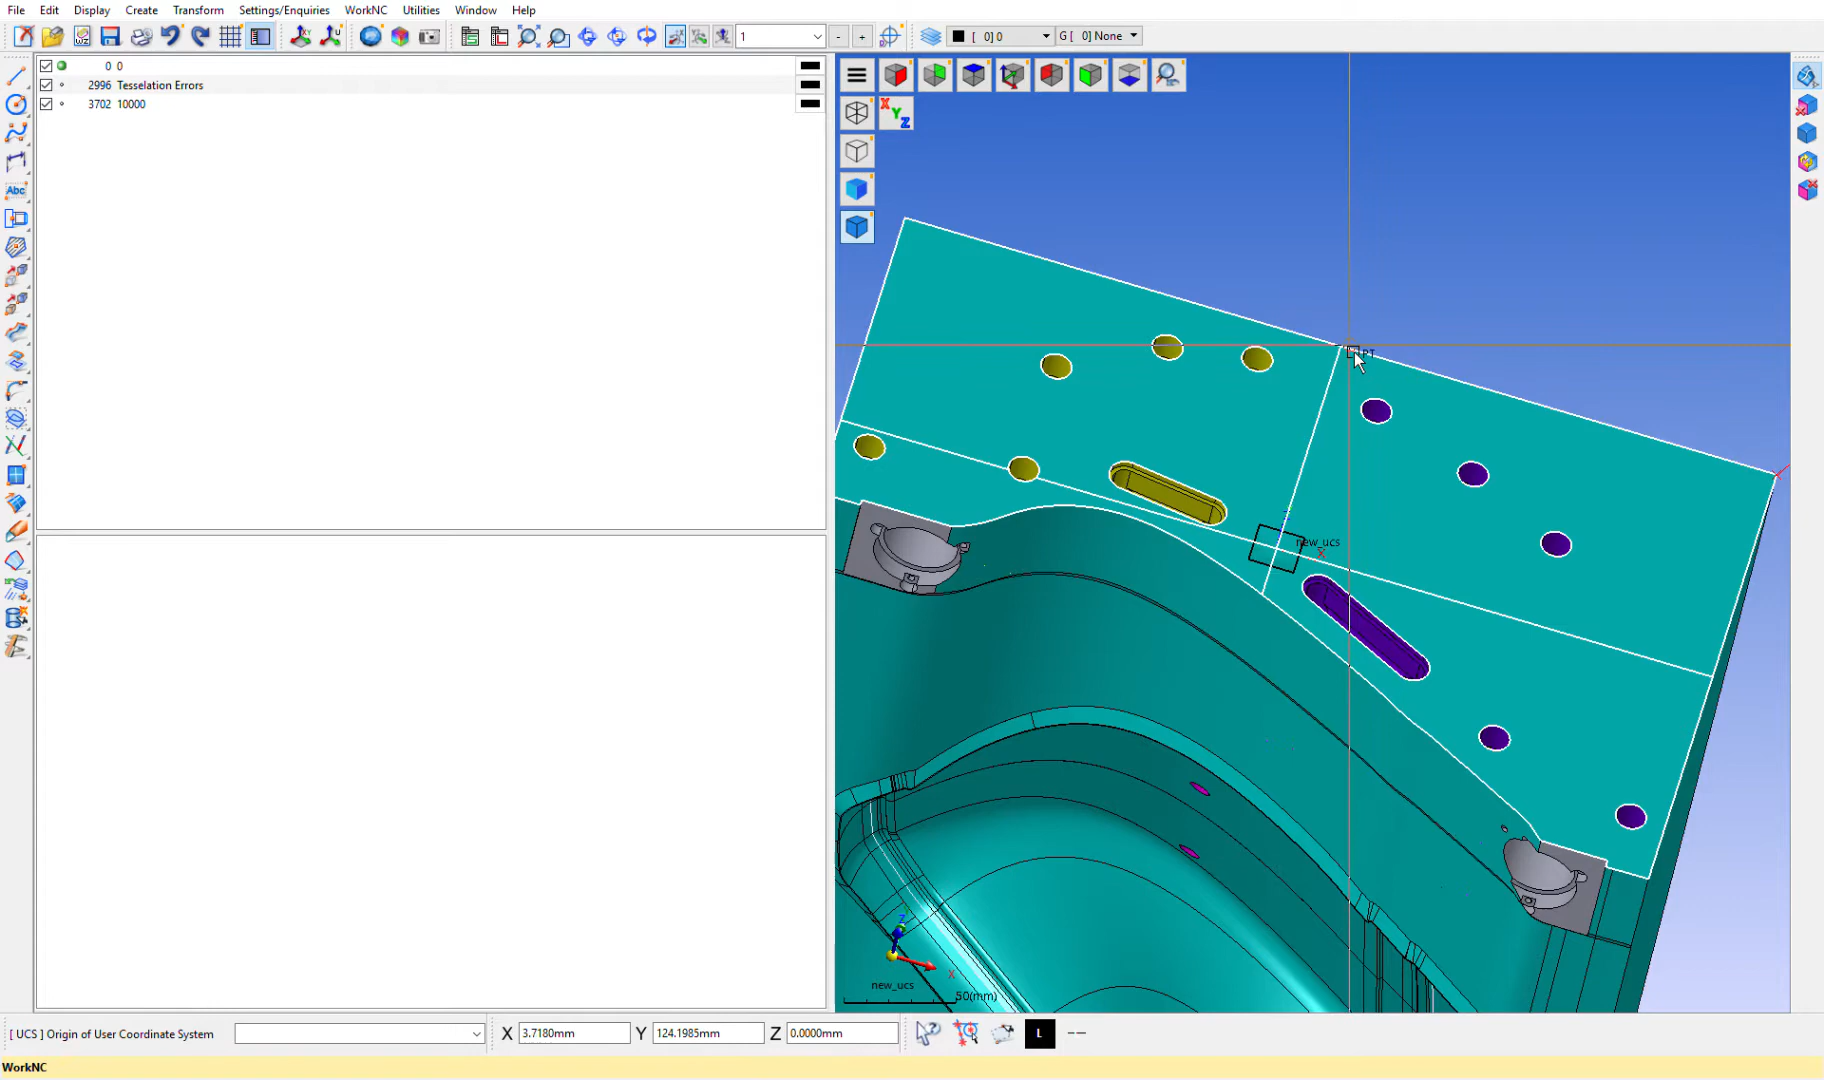 File Edit Display Create Transform Settings/Enquiries WorkNC Utilities Window Help
1 - + [ 0] 0 G [ 0] None
0 0
2996 Tesselation Errors
3702 10000
X Y Z
Abc
PT
new_ucs
X
Z
X
new_ucs
50(mm)
[ UCS ] Origin of User Coordinate System X 3.7180mm Y 124.1985mm Z 0.0000mm L
WorkNC